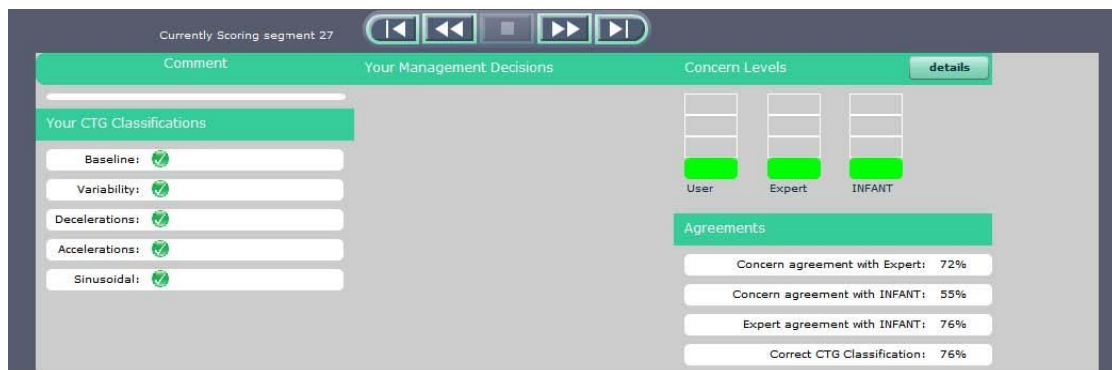 Currently Scoring segment 27
Comment
Your Management Decisions
Concern Levels
details
Your CTG Classifications
Baseline:
Variability:
Decelerations:
Accelerations:
Sinusoidal:
User
Expert
INFANT
Agreements
Concern agreement with Expert: 72%
Concern agreement with INFANT: 55%
Expert agreement with INFANT: 76%
Correct CTG Classification: 76%